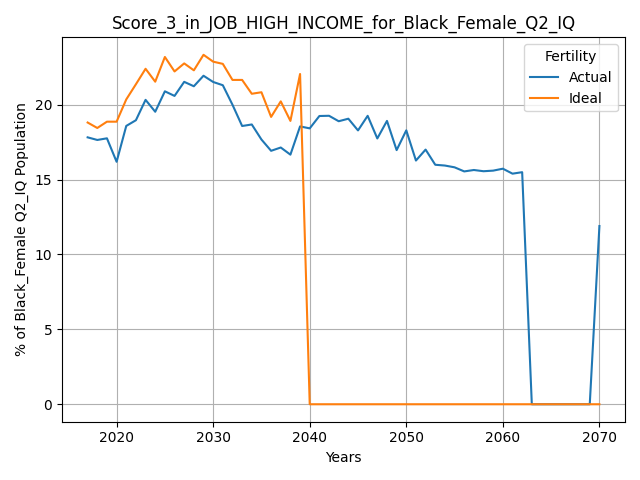 Score_3_in_JOB_HIGH_INCOME_for_Black_Female_Q2_IQ
Fertility
Actual
Ideal
% of Black_Female Q2_IQ Population
20
15
10
5
0
2020 2030 2040 2050 2060 2070
Years